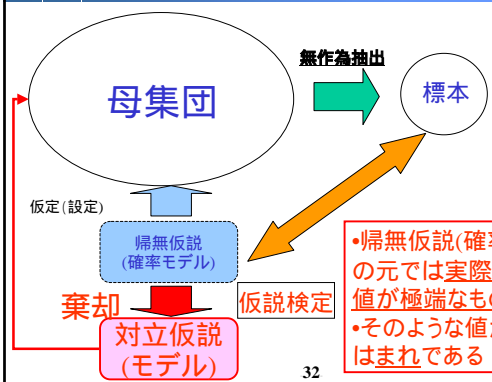 無作為抽出
母集団
標本
仮定(設定)
帰無仮説
(確率モデル)
棄却
仮説検定
対立仮説
(モデル)
•帰無仮説(確率
の元では実際
値が極端なも
•そのような値
はまれである
32